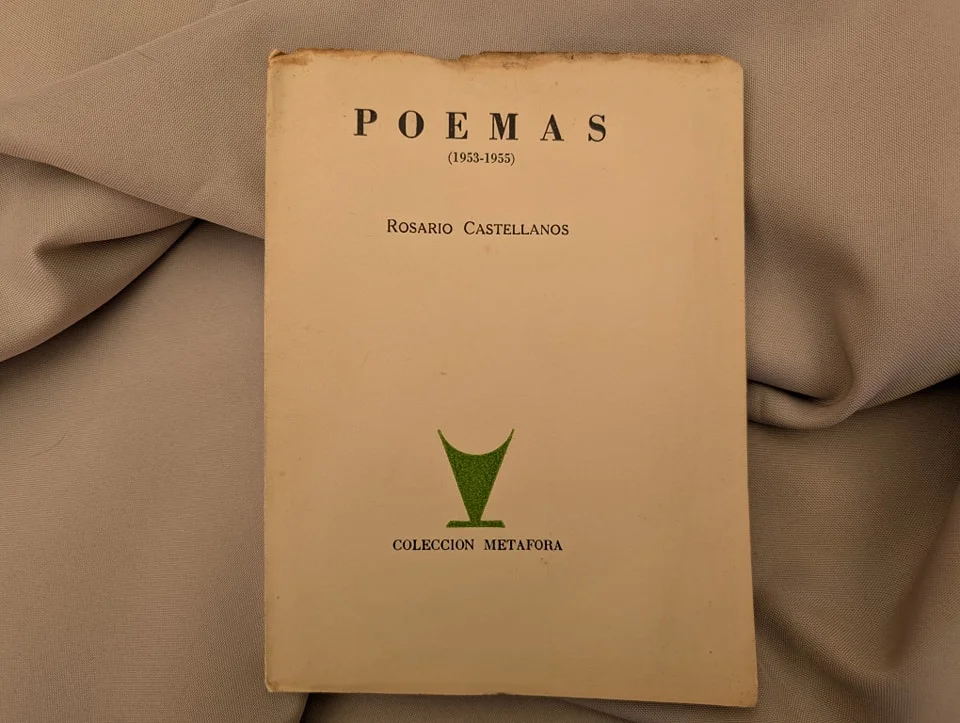 POEMAS
(1953-1955)
ROSARIO CASTELLANOS
COLECCION METAFORA